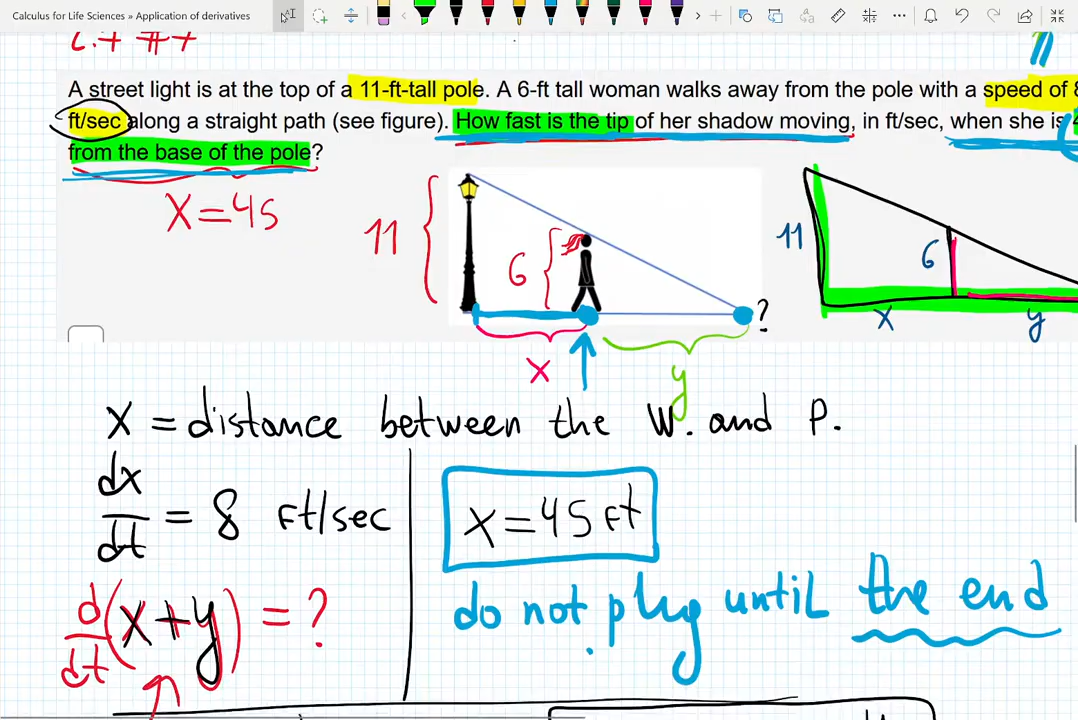 Calculus for Life Sciences » Application of derivatives
A street light is at the top of a 11-ft-tall pole. A 6-ft tall woman walks away from the pole with a speed of 8
ft/sec along a straight path (see figure). How fast is the tip of her shadow moving, in ft/sec, when she is 4
from the base of the pole?
x=45
11
6
?
11
6
x
y
x
y
x = distance between the W. and P.
dx
dt = 8 ft/sec
x=45 ft
do not plug until the end
d
dt (x+y) = ?